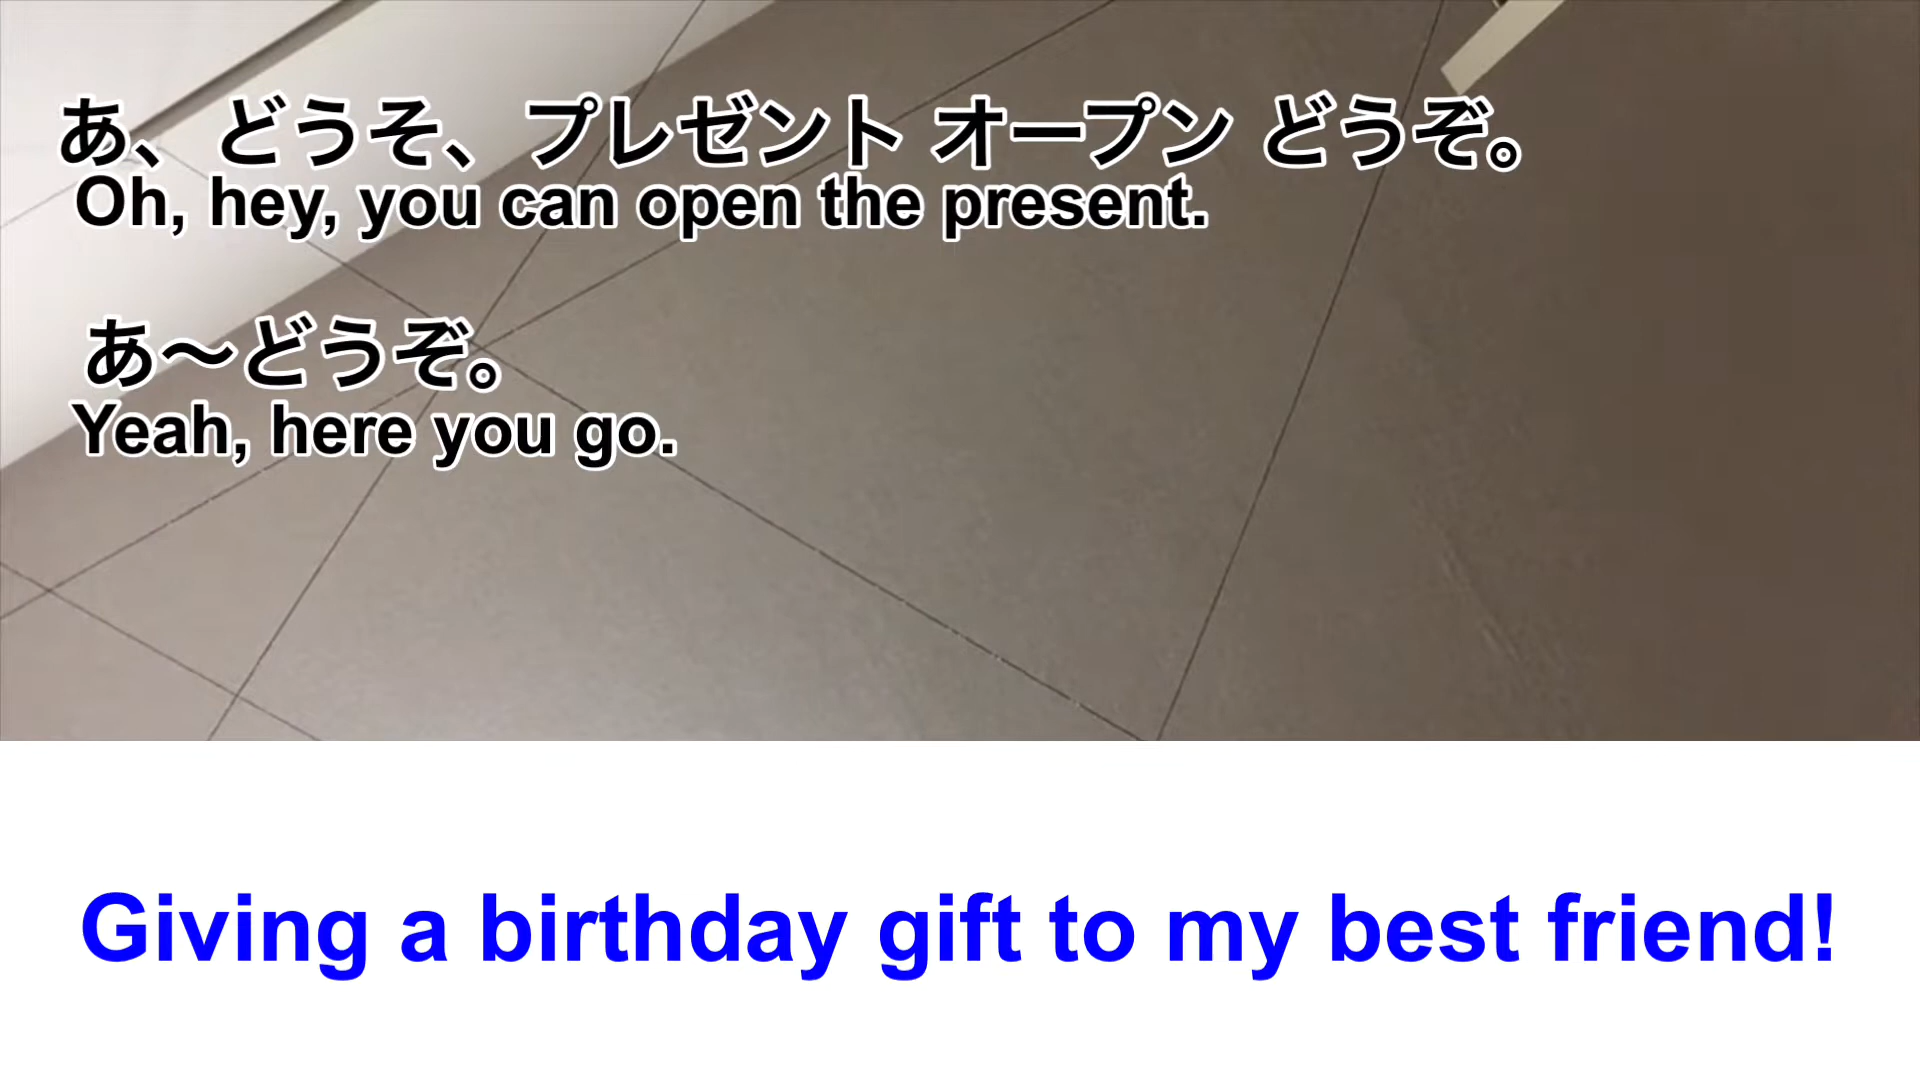 あ、どうそ、プレゼント オープン どうぞ。
Oh, hey, you can open the present.
あ〜どうぞ。
Yeah, here you go.
Giving a birthday gift to my best friend!